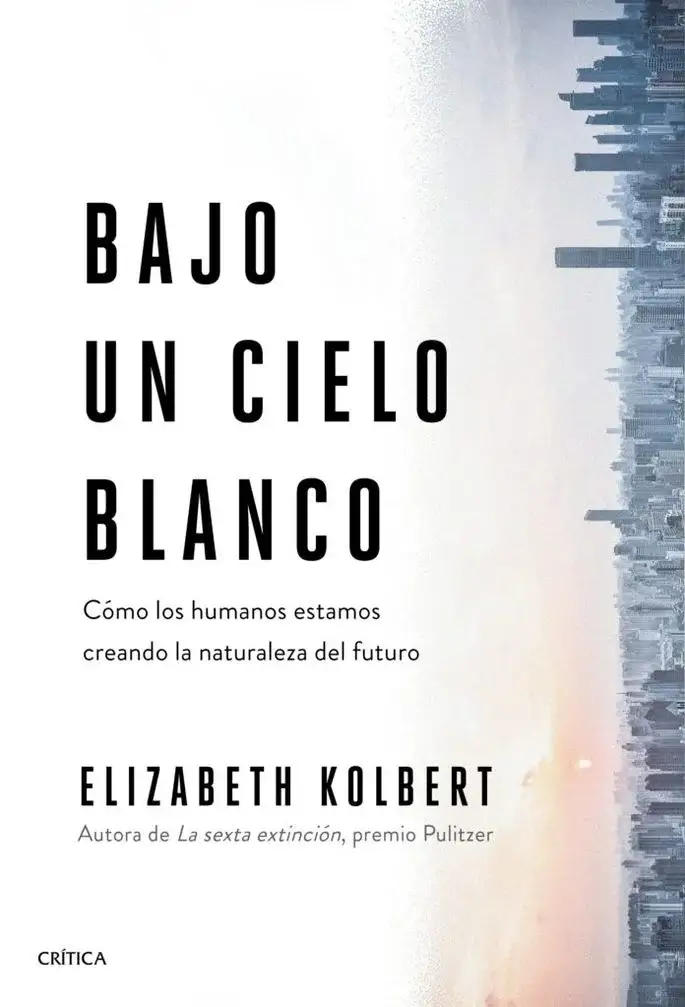 BAJO
UN CIELO
BLANCO
Cómo los humanos estamos
creando la naturaleza del futuro
ELIZABETH KOLBERT
Autora de La sexta extinción, premio Pulitzer
CRÍTICA